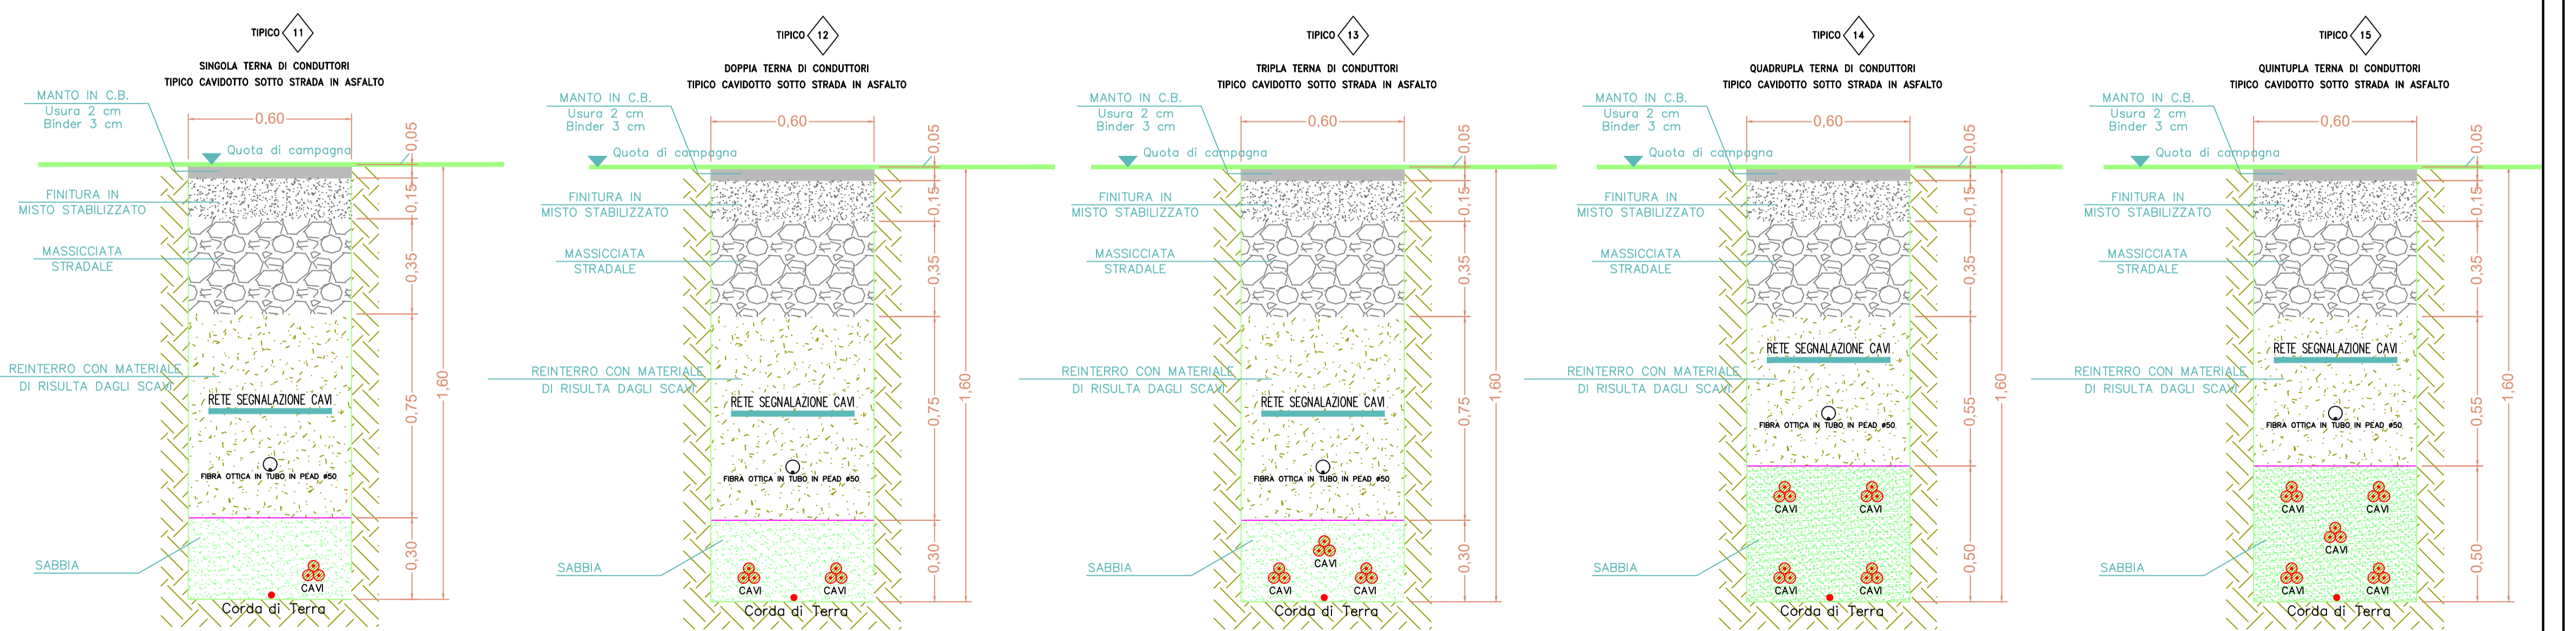 TIPICO 11
SINGOLA TERNA DI CONDUTTORI
TIPICO CAVIDOTTO SOTTO STRADA IN ASFALTO
MANTO IN C.B.
Usura 2 cm
Binder 3 cm
0,60
0,05
Quota di campagna
FINITURA IN
MISTO STABILIZZATO
0,15
MASSICCIATA
STRADALE
0,35
REINTERRO CON MATERIALE
DI RISULTA DAGLI SCAVI
1,60
RETE SEGNALAZIONE CAVI
0,75
FIBRA OTTICA IN TUBO IN PEAD ø50
SABBIA
0,30
CAVI
Corda di Terra
TIPICO 12
DOPPIA TERNA DI CONDUTTORI
TIPICO CAVIDOTTO SOTTO STRADA IN ASFALTO
MANTO IN C.B.
Usura 2 cm
Binder 3 cm
0,60
0,05
Quota di campagna
FINITURA IN
MISTO STABILIZZATO
0,15
MASSICCIATA
STRADALE
0,35
REINTERRO CON MATERIALE
DI RISULTA DAGLI SCAVI
1,60
RETE SEGNALAZIONE CAVI
0,75
FIBRA OTTICA IN TUBO IN PEAD ø50
SABBIA
0,30
CAVI CAVI
Corda di Terra
TIPICO 13
TRIPLA TERNA DI CONDUTTORI
TIPICO CAVIDOTTO SOTTO STRADA IN ASFALTO
MANTO IN C.B.
Usura 2 cm
Binder 3 cm
0,60
0,05
Quota di campagna
FINITURA IN
MISTO STABILIZZATO
0,15
MASSICCIATA
STRADALE
0,35
REINTERRO CON MATERIALE
DI RISULTA DAGLI SCAVI
1,60
RETE SEGNALAZIONE CAVI
0,75
FIBRA OTTICA IN TUBO IN PEAD ø50
SABBIA
0,30
CAVI
CAVI CAVI
Corda di Terra
TIPICO 14
QUADRUPLA TERNA DI CONDUTTORI
TIPICO CAVIDOTTO SOTTO STRADA IN ASFALTO
MANTO IN C.B.
Usura 2 cm
Binder 3 cm
0,60
0,05
Quota di campagna
FINITURA IN
MISTO STABILIZZATO
0,15
MASSICCIATA
STRADALE
0,35
RETE SEGNALAZIONE CAVI
REINTERRO CON MATERIALE
DI RISULTA DAGLI SCAVI
1,60
0,55
FIBRA OTTICA IN TUBO IN PEAD ø50
CAVI CAVI
SABBIA
0,50
CAVI CAVI
Corda di Terra
TIPICO 15
QUINTUPLA TERNA DI CONDUTTORI
TIPICO CAVIDOTTO SOTTO STRADA IN ASFALTO
MANTO IN C.B.
Usura 2 cm
Binder 3 cm
0,60
0,05
Quota di campagna
FINITURA IN
MISTO STABILIZZATO
0,15
MASSICCIATA
STRADALE
0,35
RETE SEGNALAZIONE CAVI
REINTERRO CON MATERIALE
DI RISULTA DAGLI SCAVI
1,60
0,55
FIBRA OTTICA IN TUBO IN PEAD ø50
CAVI CAVI
CAVI
SABBIA
0,50
CAVI CAVI
Corda di Terra